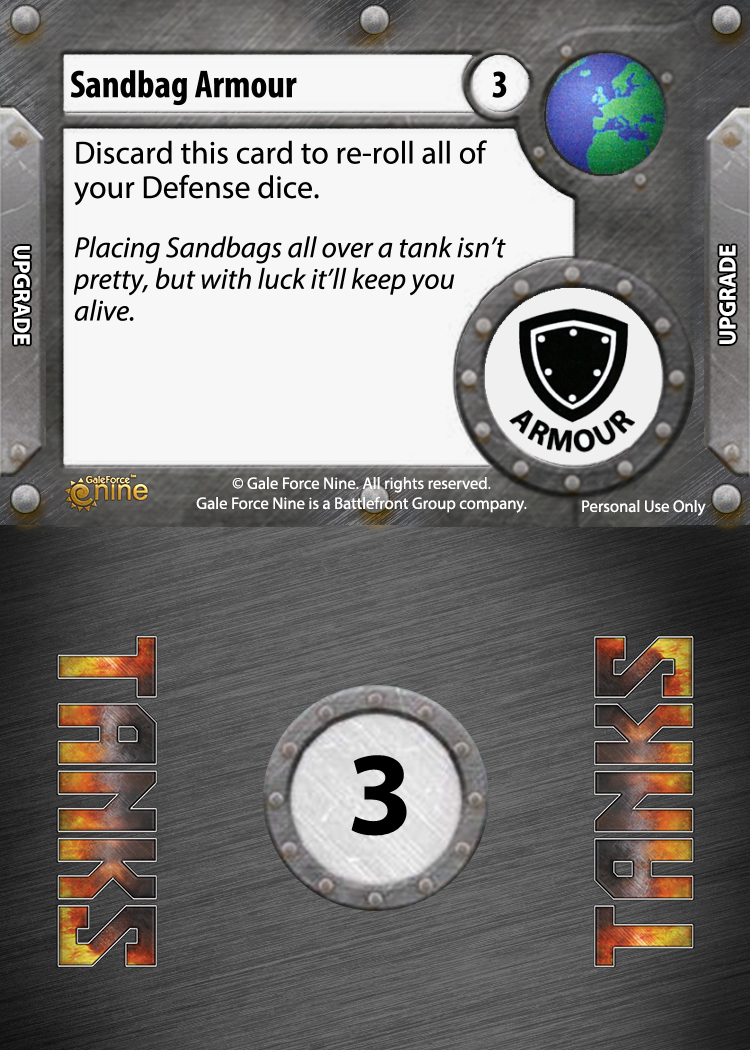 Sandbag Armour
3
Discard this card to re-roll all of
your Defense dice.
Placing Sandbags all over a tank isn't
pretty, but with luck it'll keep you
alive.
UPGRADE
UPGRADE
ARMOUR
GaleForce™
nine
© Gale Force Nine. All rights reserved.
Gale Force Nine is a Battlefront Group company.
Personal Use Only
TANKS
3
TANKS